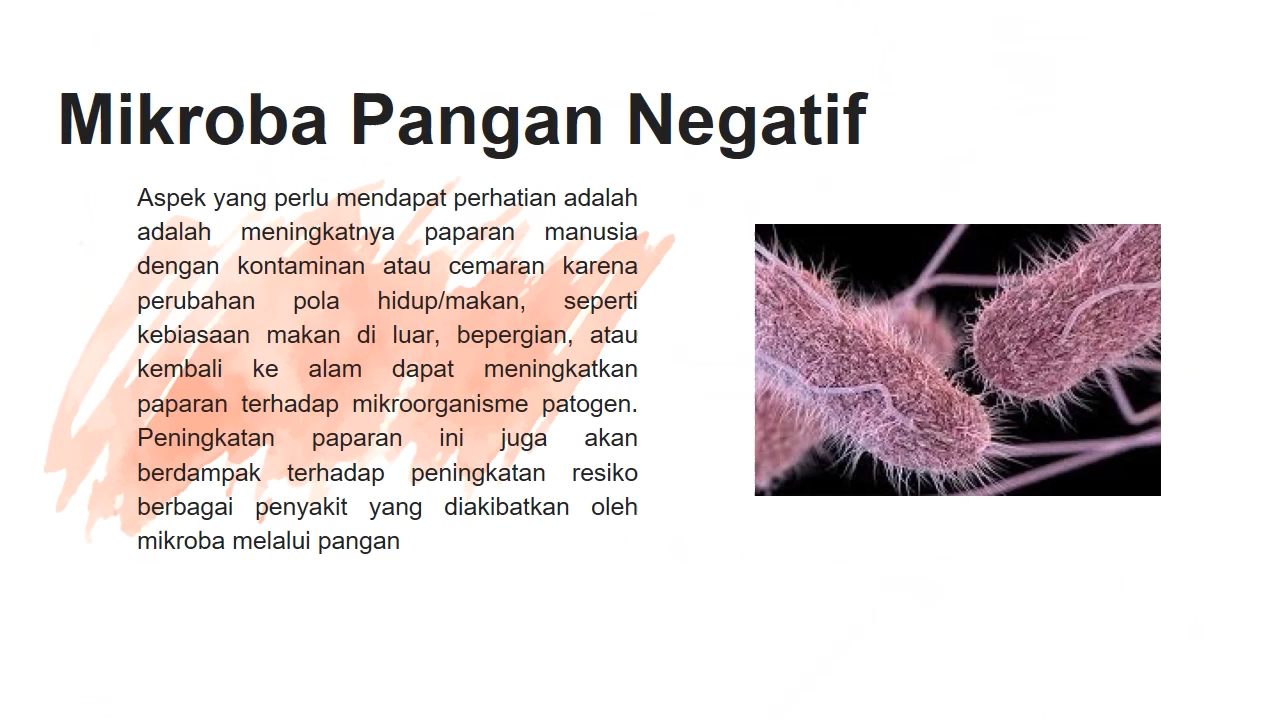 Mikroba Pangan Negatif
Aspek yang perlu mendapat perhatian adalah
adalah meningkatnya paparan manusia
dengan kontaminan atau cemaran karena
perubahan pola hidup/makan, seperti
kebiasaan makan di luar, bepergian, atau
kembali ke alam dapat meningkatkan
paparan terhadap mikroorganisme patogen.
Peningkatan paparan ini juga akan
berdampak terhadap peningkatan resiko
berbagai penyakit yang diakibatkan oleh
mikroba melalui pangan